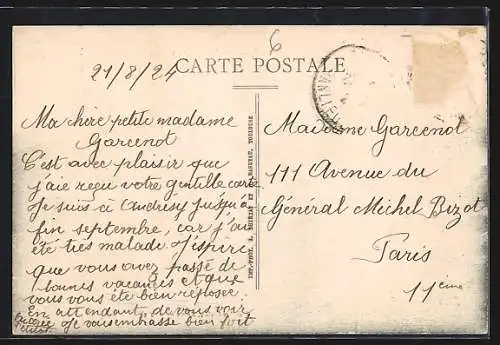 6
CARTE POSTALE
21/8/24
Ma chère petite madame
Garcenot
C'est avec plaisir que
j'aie reçu votre gentille carte
Je suis à Andresy jusqu'à
fin septembre, car j'ai
été très malade. J'espère
que vous avez passé de
bonnes vacances et que
vous vous êtes bien reposée.
En attendant de vous voir
Je vous embrasse bien fort
Madame Garcenot
111 Avenue du
Général Michel Bizot
Paris
11ème